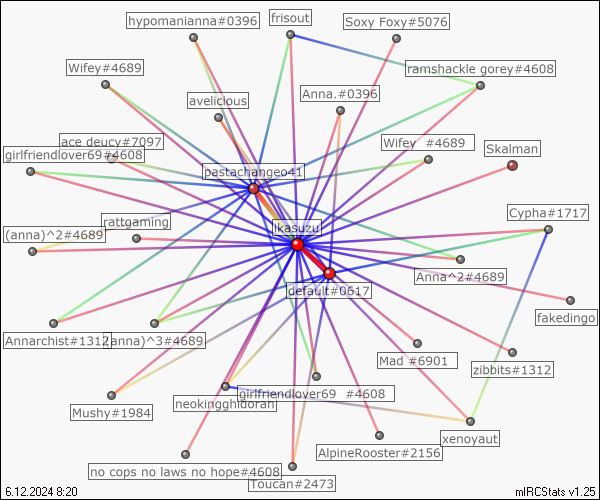 hypomanianna#0396
frisout
Soxy Foxy#5076
Wifey#4689
ramshackle gorey#4608
avelicious
Anna.#0396
ace deucy#7097
Wifey #4689
girlfriendlover69#4608
Skalman
pastachangeo41
Cypha#1717
rattgaming
ikasuzu
(anna)^2#4689
Anna^2#4689
default#0617
fakedingo
Annarchist#1312
(anna)^3#4689
Mad #6901
zibbits#1312
girlfriendlover69 #4608
Mushy#1984
neokingghidorah
xenoyaut
AlpineRooster#2156
no cops no laws no hope#4608
Toucan#2473
6.12.2024 8:20
mIRCStats v1.25